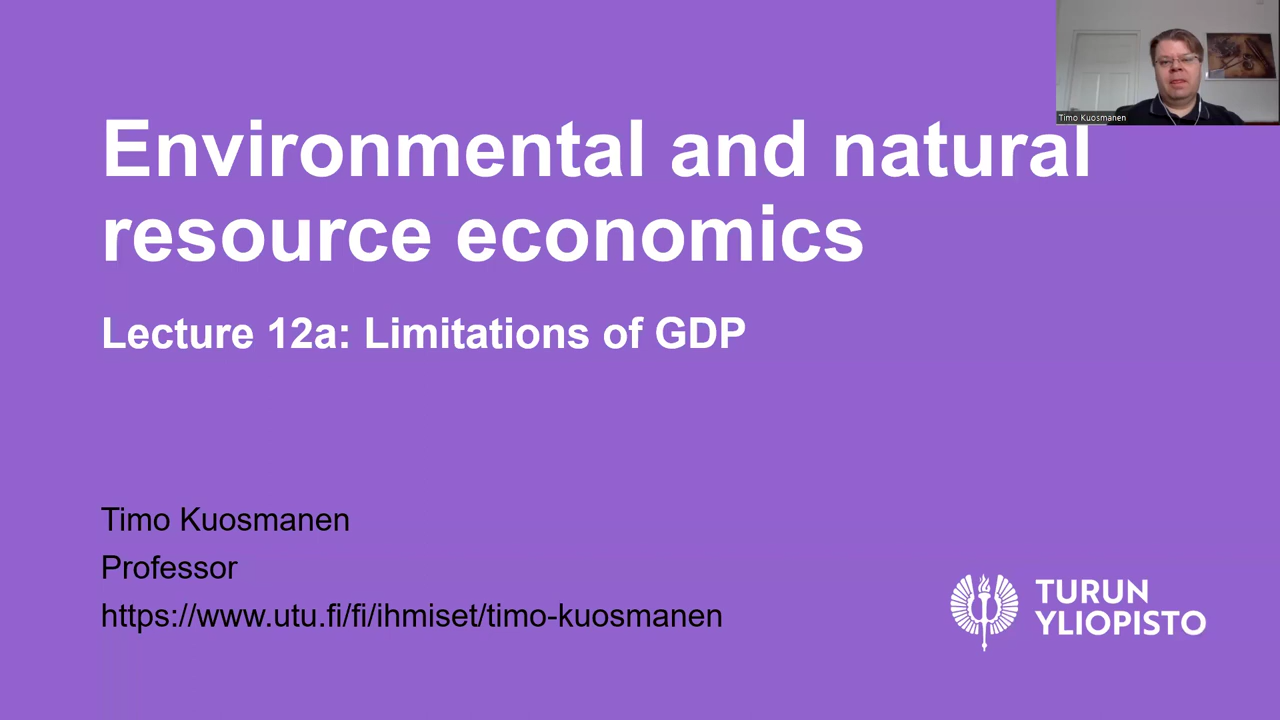 Timo Kuosmanen
Environmental and natural
resource economics
Lecture 12a: Limitations of GDP
Timo Kuosmanen
Professor
https://www.utu.fi/fi/ihmiset/timo-kuosmanen
TURUN
YLIOPISTO